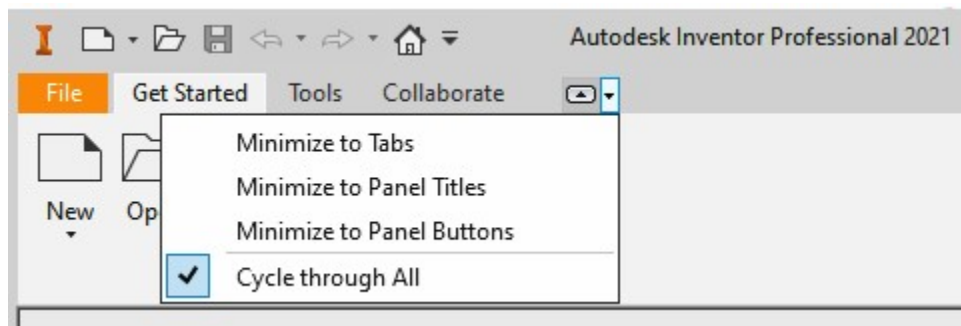 Autodesk Inventor Professional 2021
File Get Started Tools Collaborate
Minimize to Tabs
Minimize to Panel Titles
New Op Minimize to Panel Buttons
Cycle through All